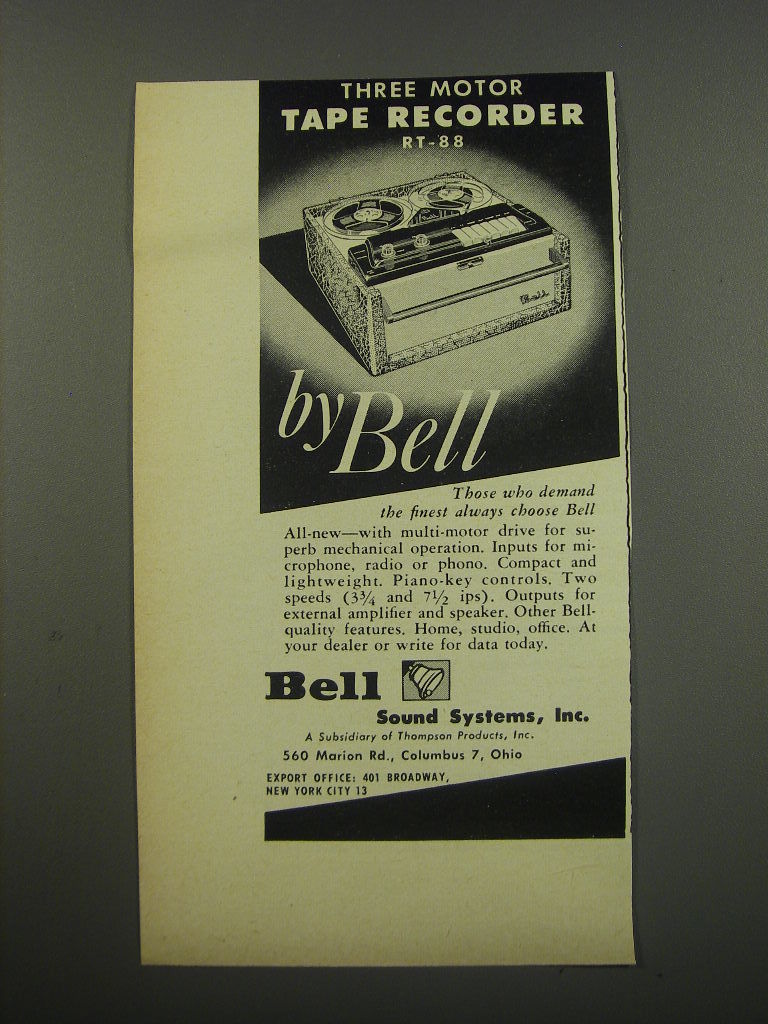 THREE MOTOR
TAPE RECORDER
RT-88
Bell
by Bell
Those who demand
the finest always choose Bell
All-new—with multi-motor drive for su-
perb mechanical operation. Inputs for mi-
crophone, radio or phono. Compact and
lightweight. Piano-key controls. Two
speeds (3¾ and 7½ ips). Outputs for
external amplifier and speaker. Other Bell-
quality features. Home, studio, office. At
your dealer or write for data today.
Bell
Sound Systems, Inc.
A Subsidiary of Thompson Products, Inc.
560 Marion Rd., Columbus 7, Ohio
EXPORT OFFICE: 401 BROADWAY,
NEW YORK CITY 13